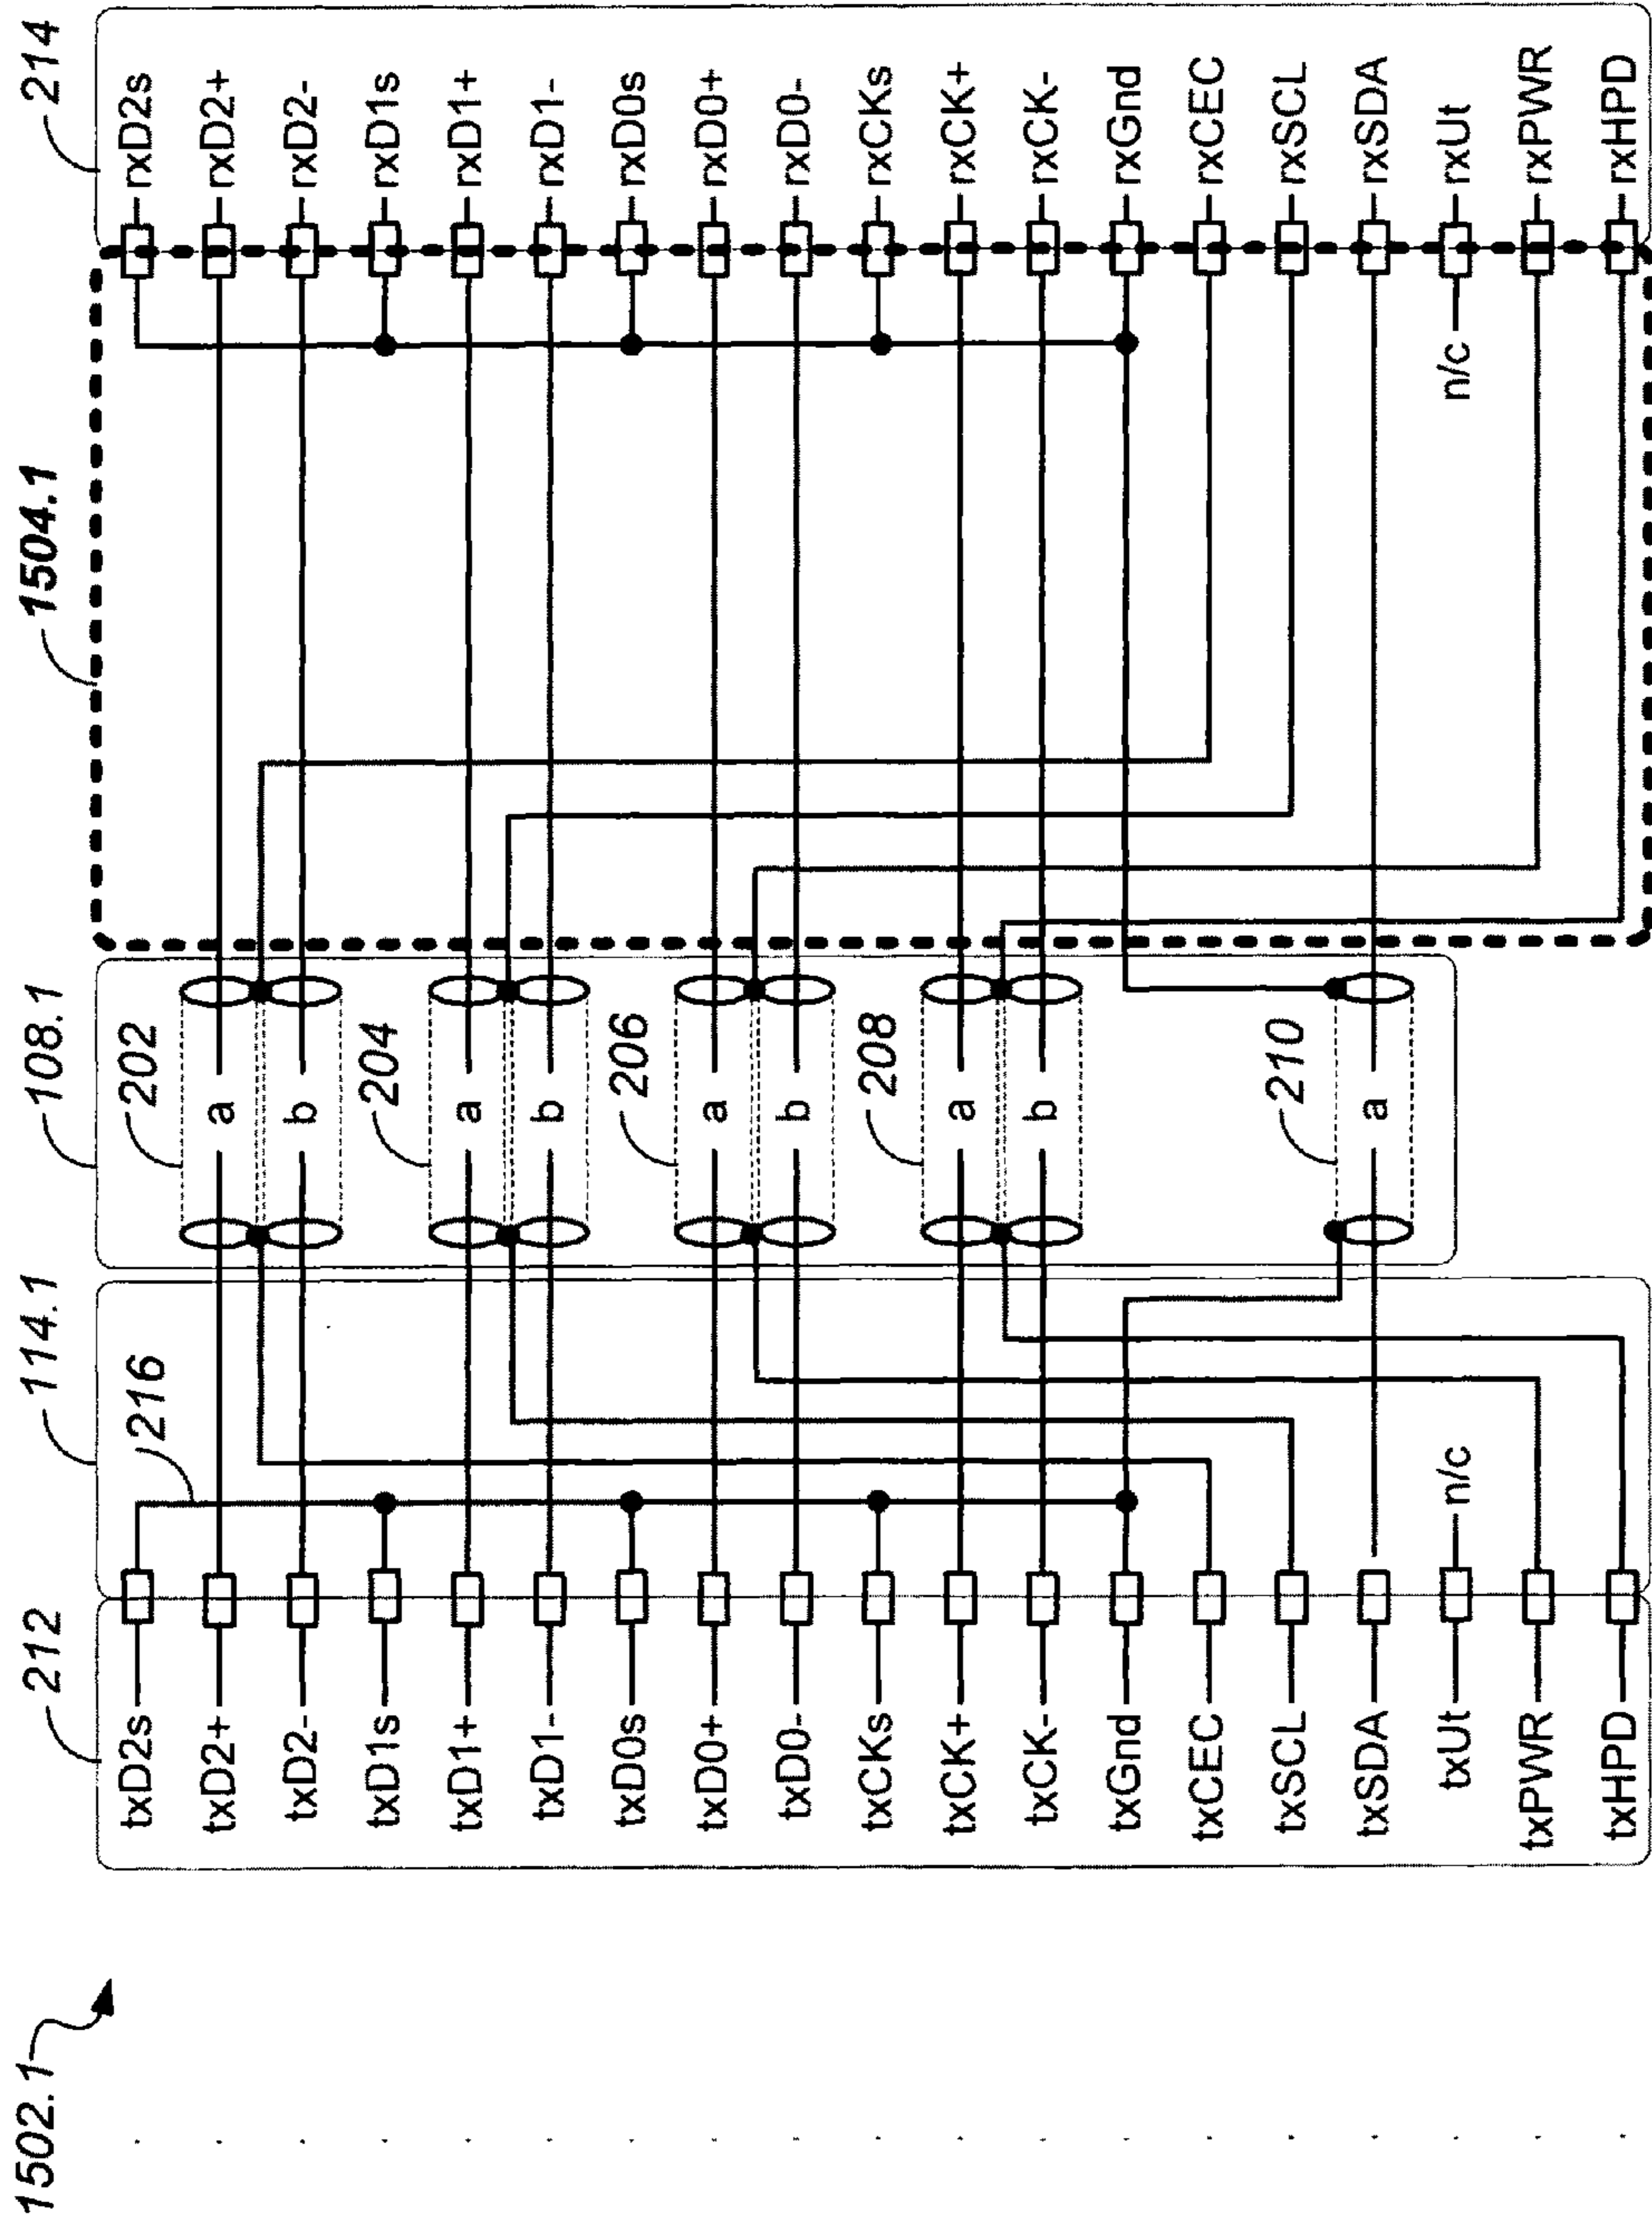 1502.1
212
114.1
108.1
1504.1
214
216
202
204
206
208
210
txD2s
txD2+
txD2-
txD1s
txD1+
txD1-
txD0s
txD0+
txD0-
txCKs
txCK+
txCK-
txGnd
txCEC
txSCL
txSDA
txUt
txPWR
txHPD
n/c
a
b
a
b
a
b
a
b
a
n/c
rxD2s
rxD2+
rxD2-
rxD1s
rxD1+
rxD1-
rxD0s
rxD0+
rxD0-
rxCKs
rxCK+
rxCK-
rxGnd
rxCEC
rxSCL
rxSDA
rxUt
rxPWR
rxHPD